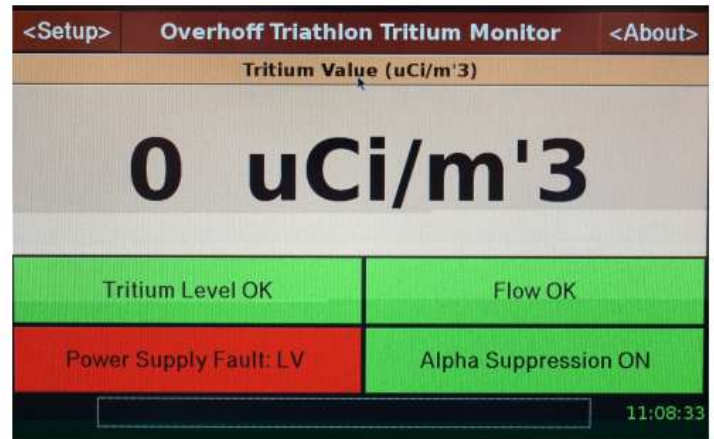 <Setup> Overhoff Triathlon Tritium Monitor <About>
Tritium Value (uCi/m'3)
0 uCi/m'3
Tritium Level OK Flow OK
Power Supply Fault: LV Alpha Suppression ON
11:08:33